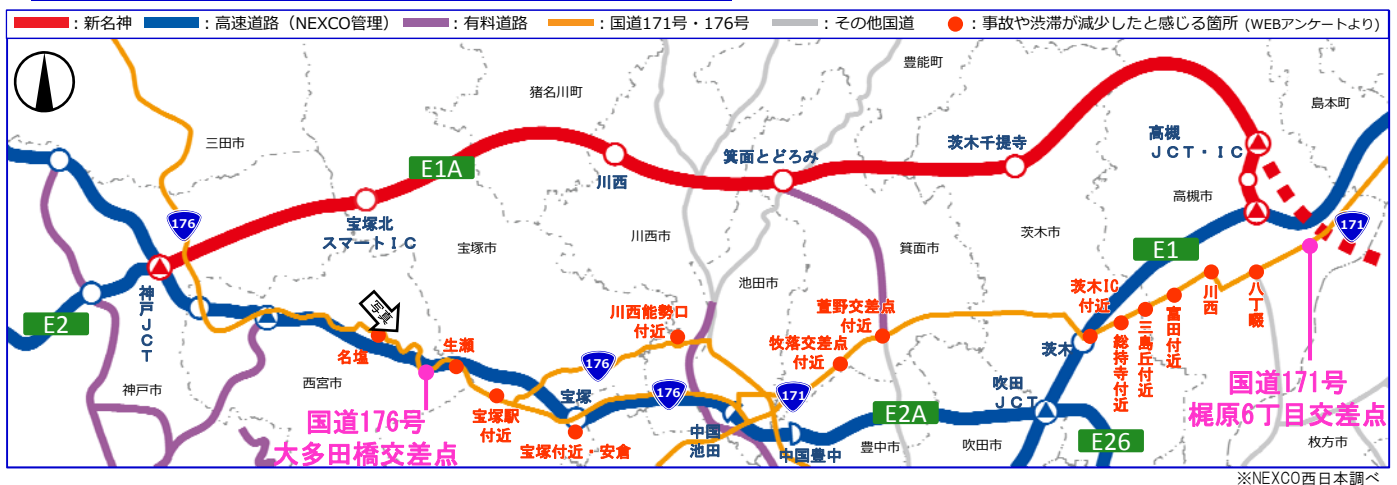 ：新名神
：高速道路（NEXCO管理）
：有料道路
：国道171号・176号
：その他国道
：事故や渋滞が減少したと感じる箇所 (WEBアンケートより)
豊能町
猪名川町
島本町
三田市
箕面とどろみ
茨木千提寺
高槻
ＪＣＴ・ＩＣ
E1A
川西
高槻市
176
宝塚北
スマートＩＣ
宝塚市
川西市
箕面市
茨木市
171
E1
池田市
神戸ＪＣＴ
E2
写真
川西能勢口
付近
萱野交差点
付近
茨木IC
付近
川西
八丁畷
富田付近
三島丘付近
総持寺付近
名塩
生瀬
牧落交差点
付近
茨木
176
神戸市
西宮市
宝塚
176
171
吹田
ＪＣＴ
国道171号
梶原6丁目交差点
国道176号
大多田橋交差点
宝塚駅
付近
宝塚付近・安倉
中国
池田
中国豊中
E2A
豊中市
吹田市
E26
枚方市
※NEXCO西日本調べ